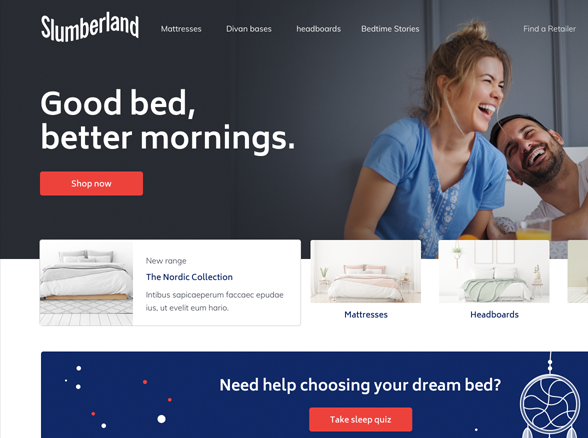 Slumberland
Mattresses
Divan bases
headboards
Bedtime Stories
Find a Retailer
Good bed,
better mornings.
Shop now
New range
The Nordic Collection
Intibus sapicaeperum faccaec epudae
ius, ut evelit eum hario.
Mattresses
Headboards
Need help choosing your dream bed?
Take sleep quiz